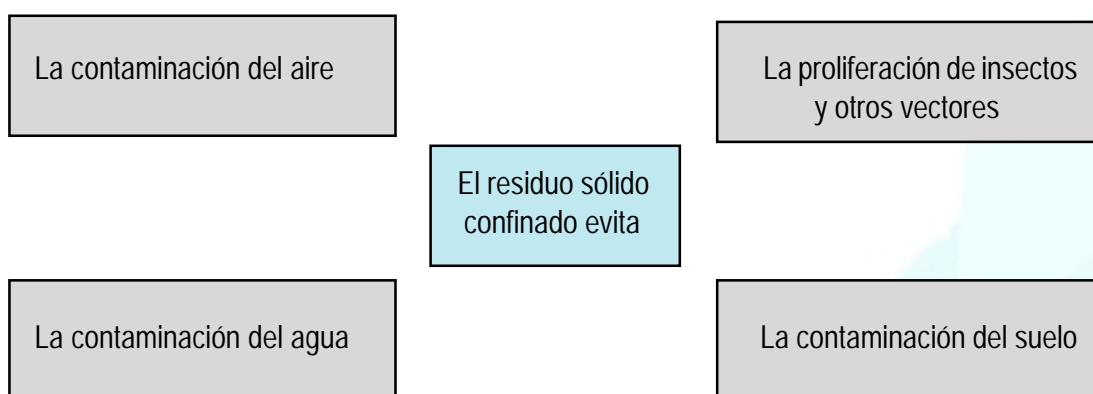 La contaminación del aire
La proliferación de insectos
y otros vectores
El residuo sólido
confinado evita
La contaminación del agua
La contaminación del suelo